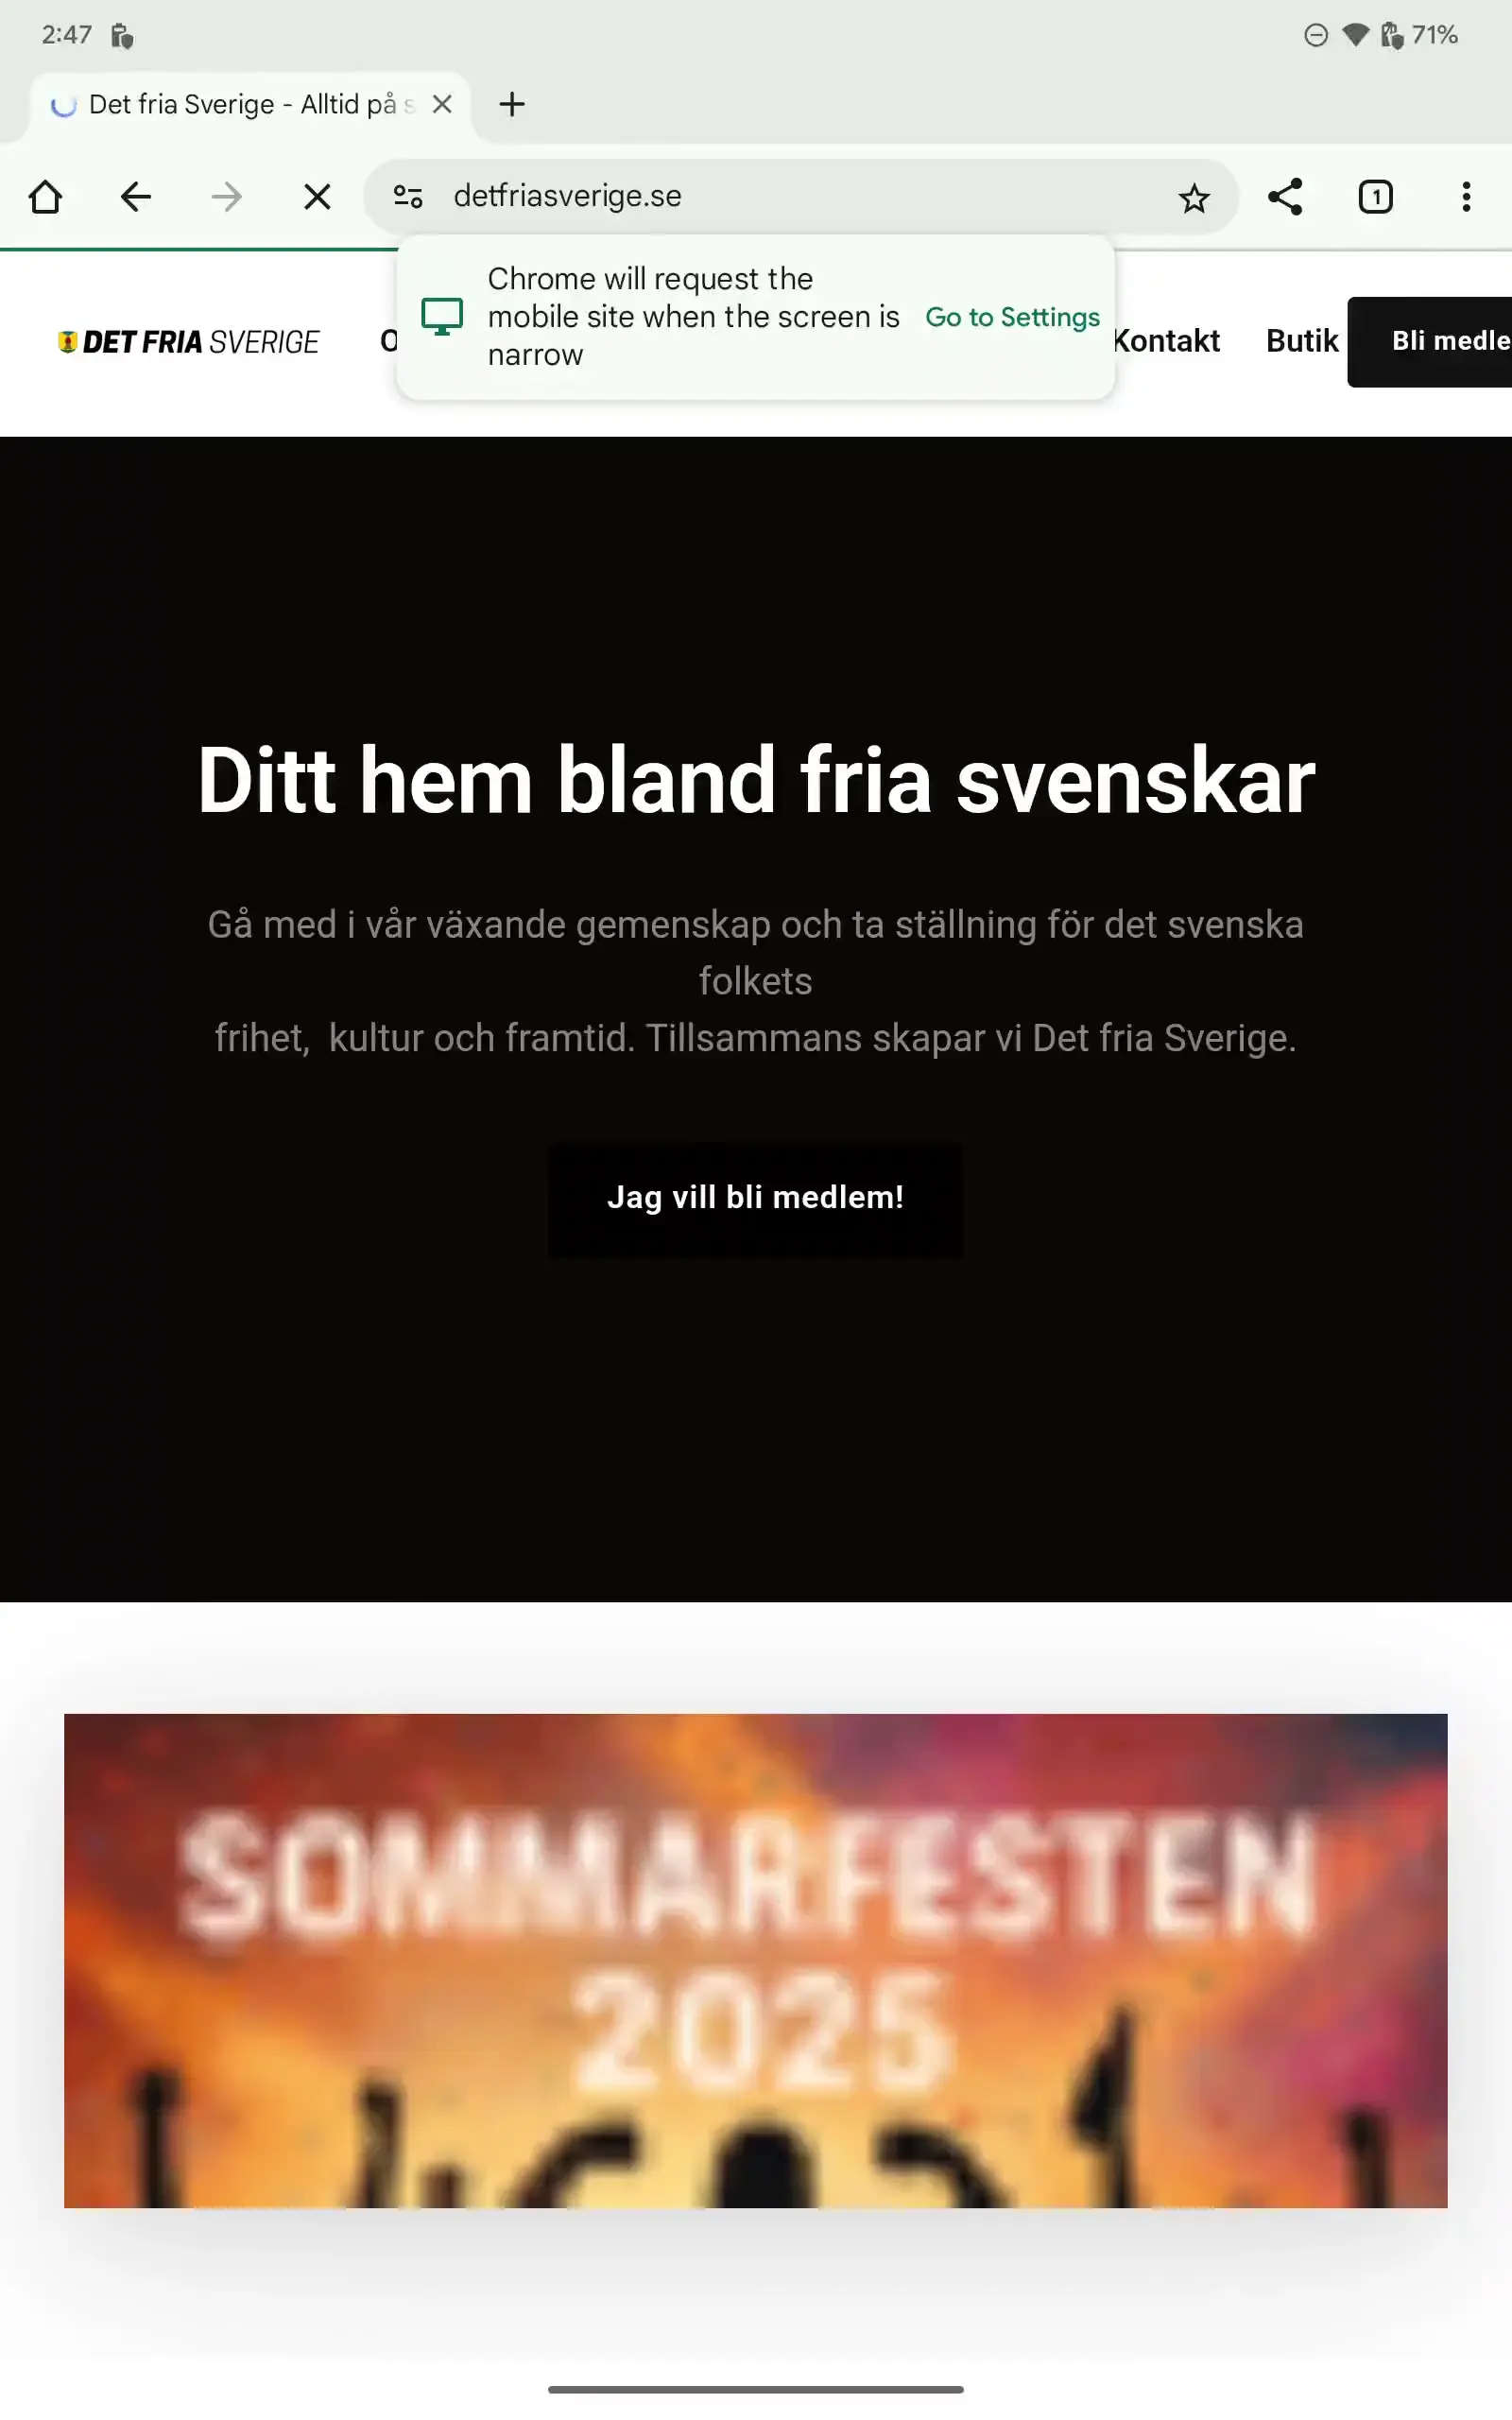 2:47
71%
Det fria Sverige - Alltid på
detfriasverige.se
1
Chrome will request the
mobile site when the screen is
narrow
Go to Settings
DET FRIA SVERIGE
Kontakt
Butik
Bli medle
Ditt hem bland fria svenskar
Gå med i vår växande gemenskap och ta ställning för det svenska
folkets
frihet,  kultur och framtid. Tillsammans skapar vi Det fria Sverige.
Jag vill bli medlem!
SOMMARFESTEN
2025